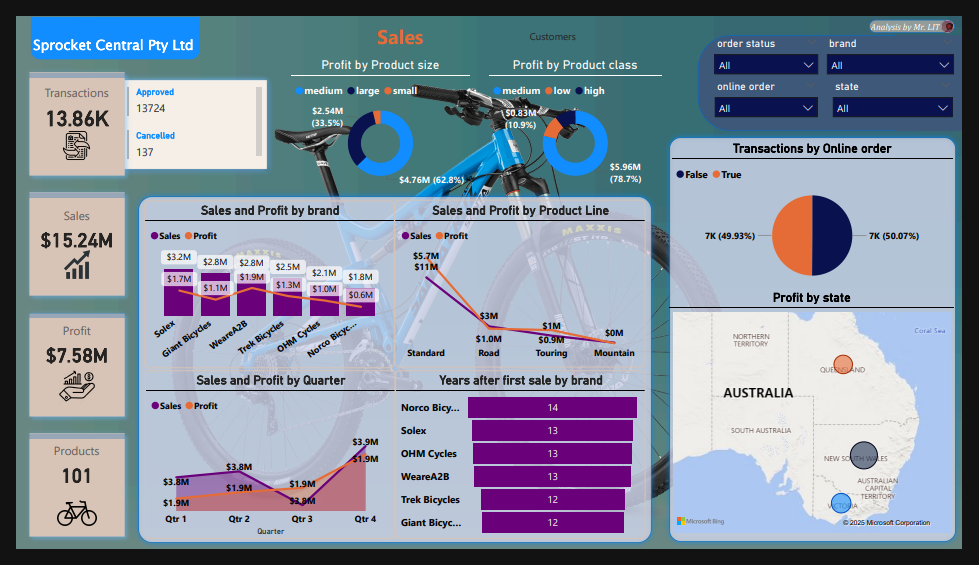 Sprocket Central Pty Ltd
Sales
Customers
Analysis by Mr. LIT
order status
All
brand
All
online order
All
state
All
Transactions
13.86K
Approved
13724
Cancelled
137
Sales
$15.24M
Profit
$7.58M
Products
101
Profit by Product size
medium large small
$2.54M
(33.5%)
$4.76M (62.8%)
Profit by Product class
medium low high
$0.83M
(10.9%)
$5.96M
(78.7%)
Sales and Profit by brand
Sales Profit
$3.2M $2.8M $2.8M $2.5M $2.1M $1.8M
$1.7M $1.1M $1.9M $1.3M $1.0M $0.6M
Solex
Giant Bicycles
WeareA2B
Trek Bicycles
OHM Cycles
Norco Bicyc...
Sales and Profit by Product Line
Sales Profit
$5.7M
$11M
$3M
$1.0M
$1M
$0.9M
$0M
Standard Road Touring Mountain
MAXXIS
Sales and Profit by Quarter
Sales Profit
$3.8M
$1.9M
$3.8M
$1.9M
$1.9M
$3.8M
$3.9M
$1.9M
Qtr 1 Qtr 2 Qtr 3 Qtr 4
Quarter
Years after first sale by brand
Norco Bicy... 14
Solex 13
OHM Cycles 13
WeareA2B 13
Trek Bicycles 12
Giant Bicyc... 12
Transactions by Online order
False True
7K (49.93%)
7K (50.07%)
Profit by state
Coral Sea
NORTHERN
TERRITORY
QUEENSLAND
AUSTRALIA
SOUTH AUSTRALIA
NEW SOUTH WALES
AUSTRALIAN
CAPITAL
TERRITORY
VICTORIA
Microsoft Bing
© 2025 Microsoft Corporation